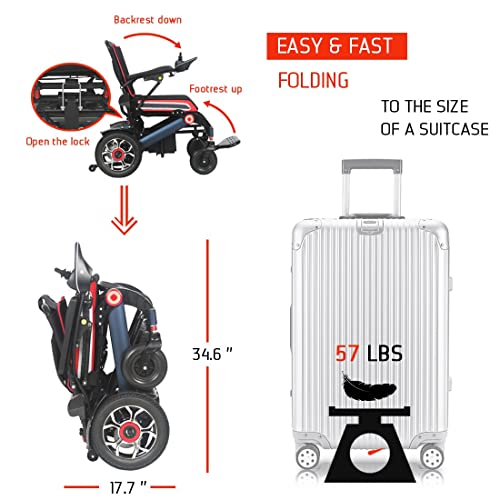 Backrest down
EASY & FAST
FOLDING
Footrest up
TO THE SIZE
OF A SUITCASE
Open the lock
34.6 ″
57 LBS
17.7 ″